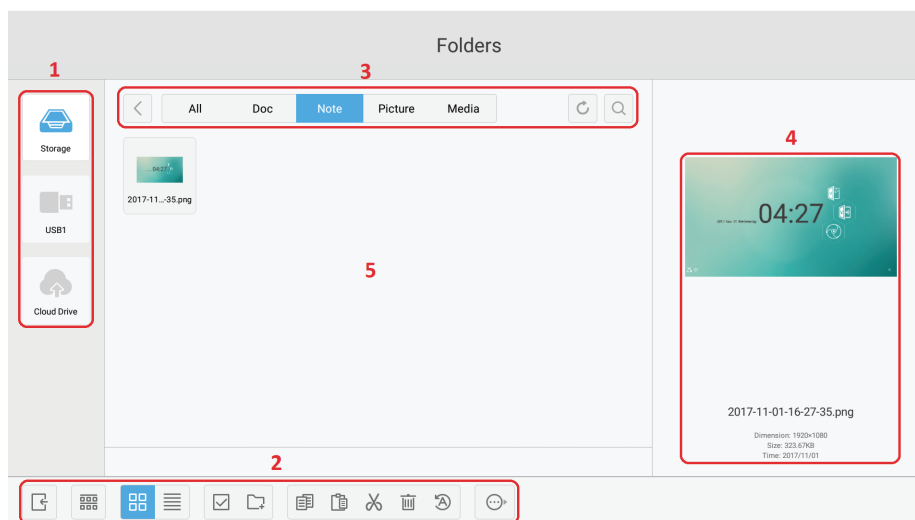 Folders
1
3
All Doc Note Picture Media
Storage
USB1
Cloud Drive
04:27
2017-11...-35.png
5
4
04:27
2017-11-01-16-27-35.png
Dimension: 1920×1080
Size: 323.67KB
Time: 2017/11/01
2